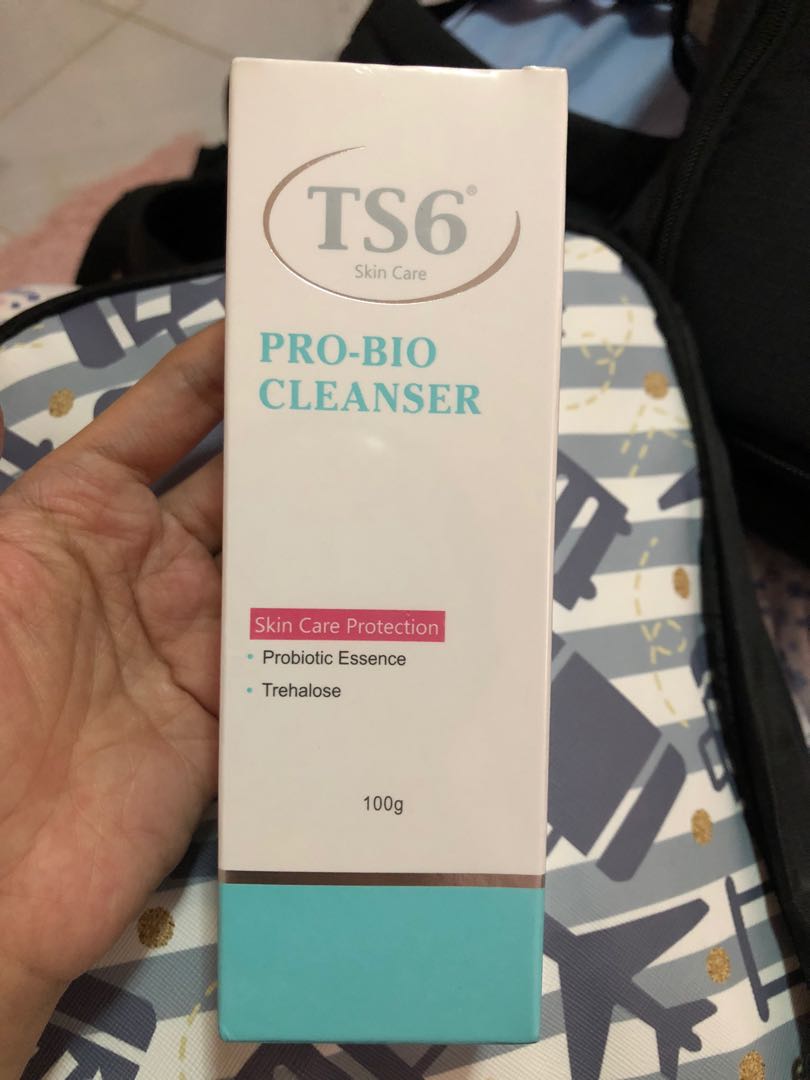 TS6®
Skin Care
PRO-BIO
CLEANSER
Skin Care Protection
• Probiotic Essence
• Trehalose
100g